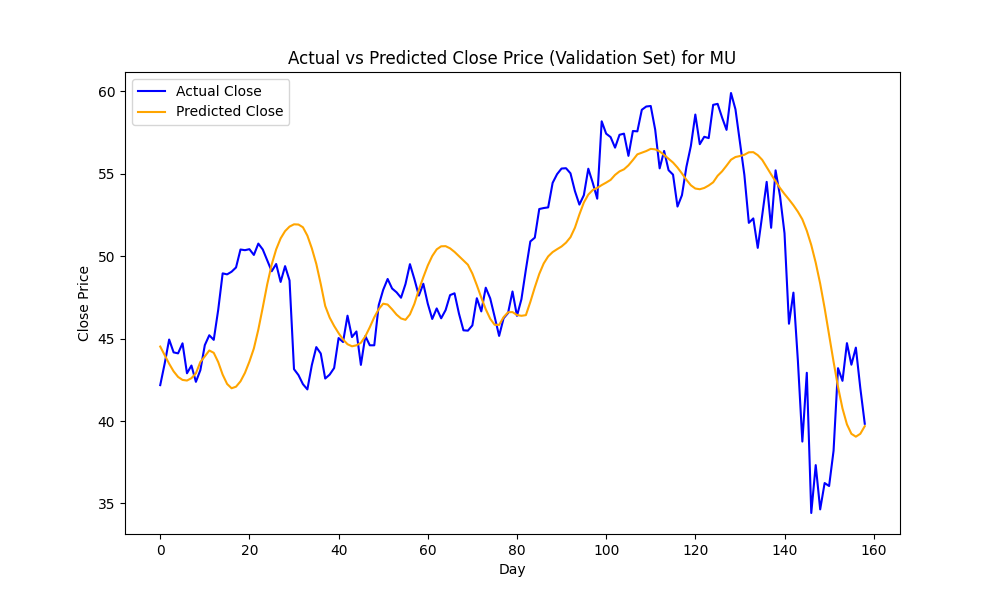 Actual vs Predicted Close Price (Validation Set) for MU
Actual Close
Predicted Close
Close Price
60
55
50
45
40
35
0 20 40 60 80 100 120 140 160
Day